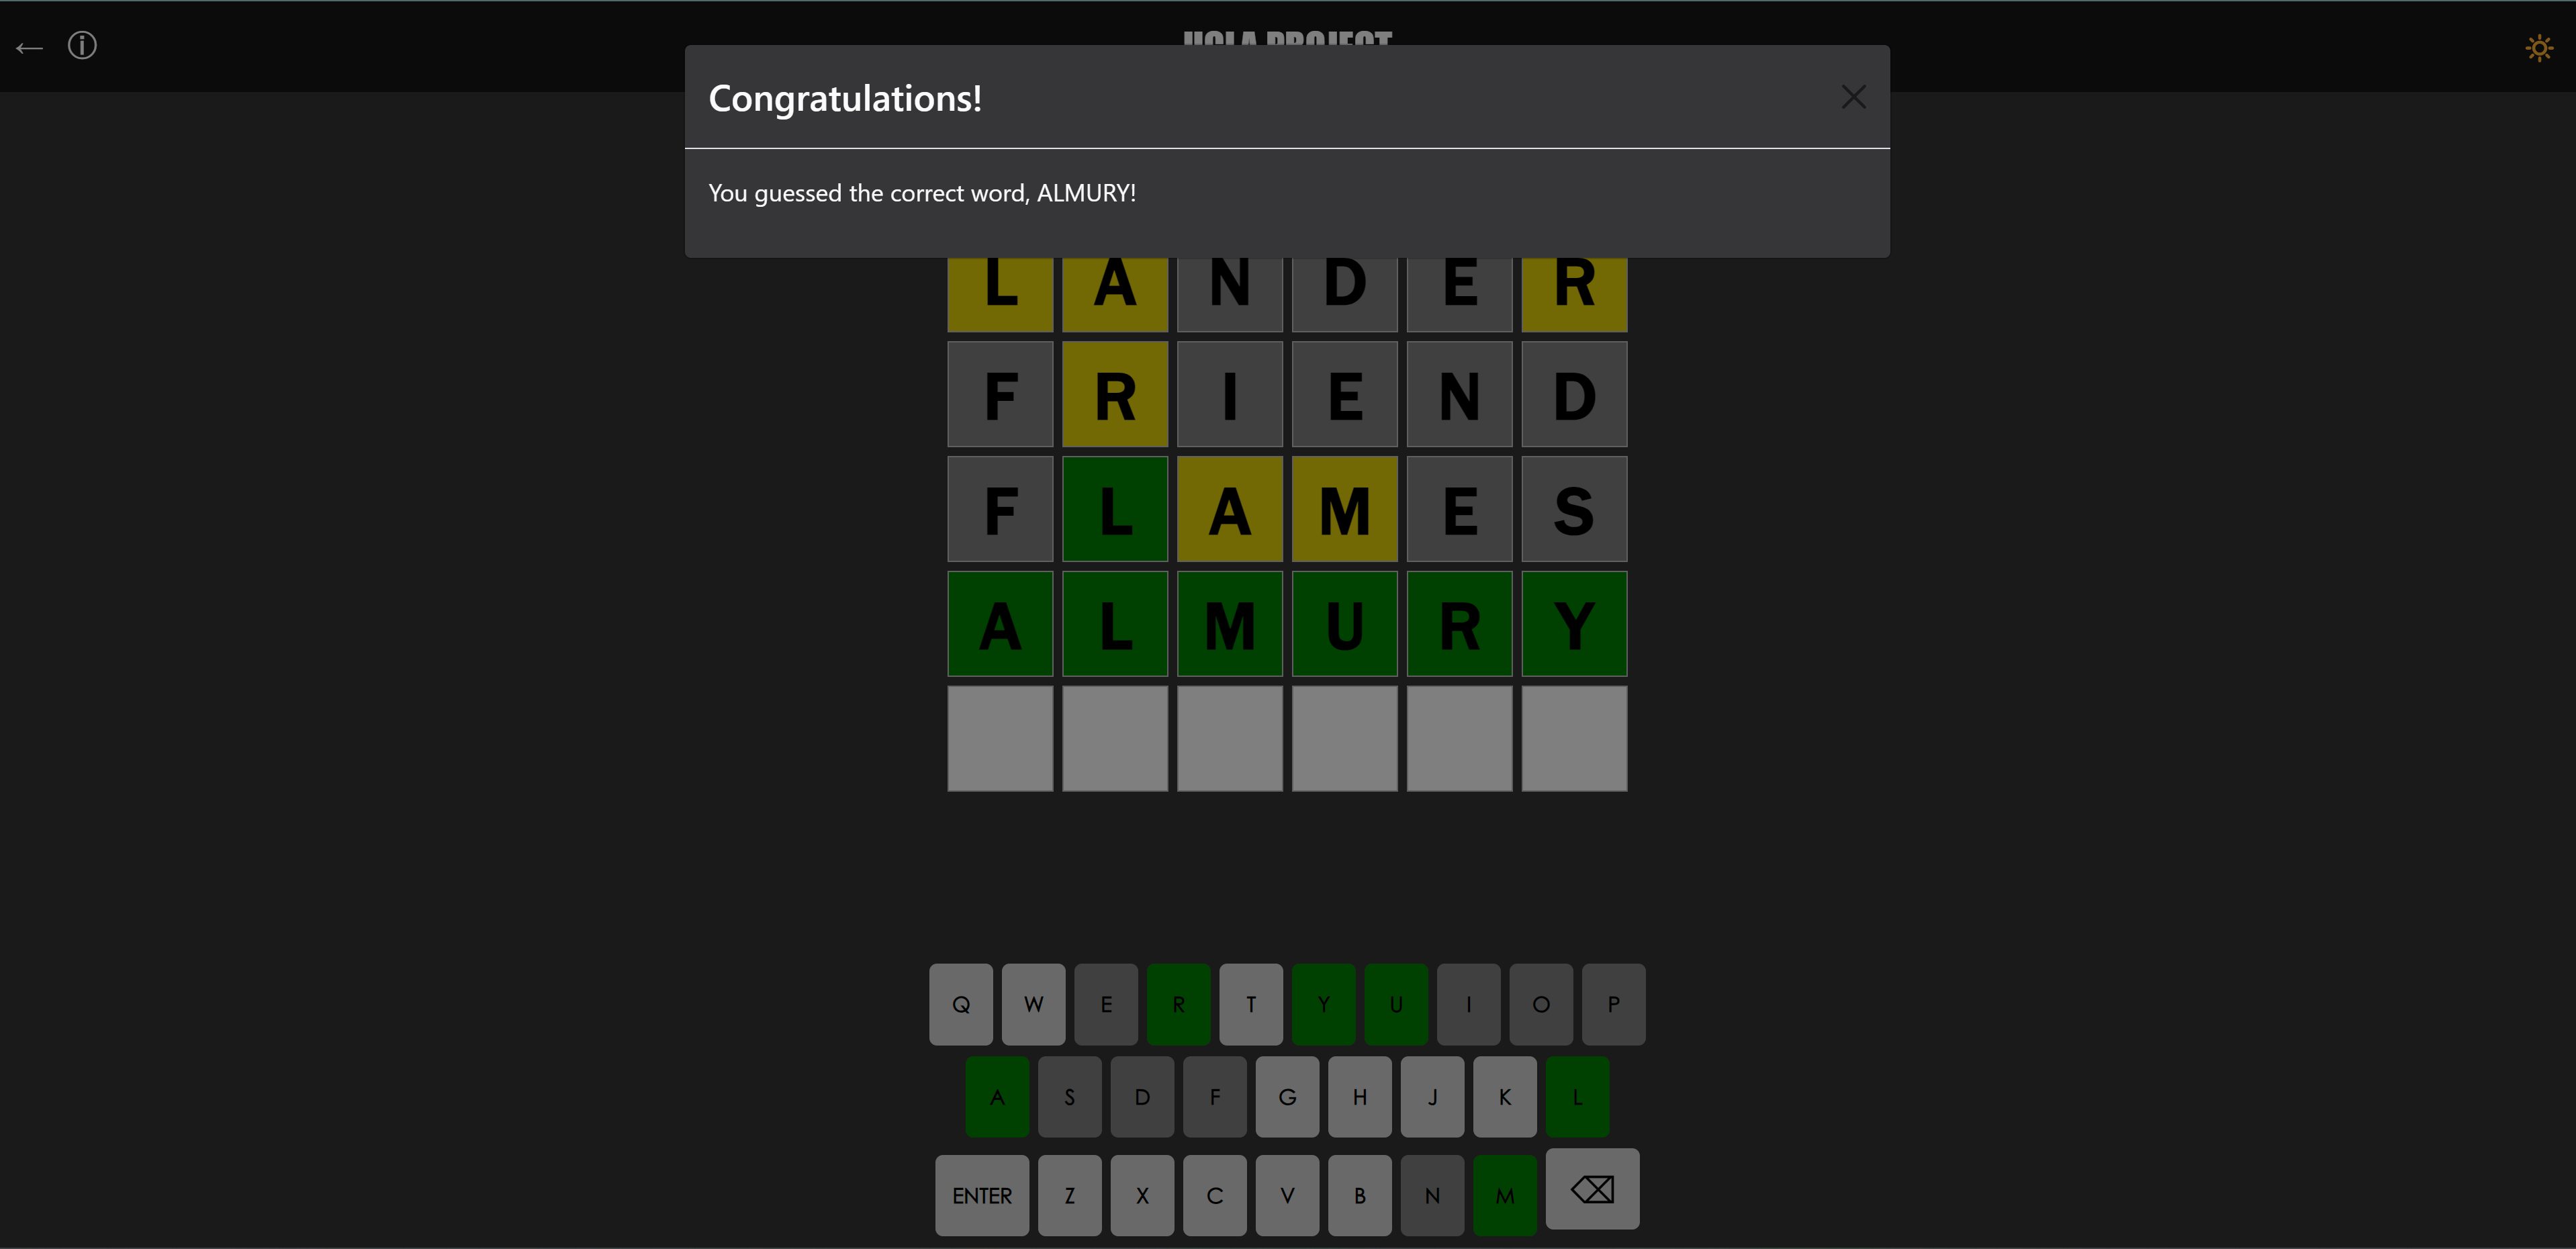 Congratulations!
You guessed the correct word, ALMURY!
L A N D E R
F R I E N D
F L A M E S
A L M U R Y
Q W E R T Y U I O P
A S D F G H J K L
ENTER Z X C V B N M